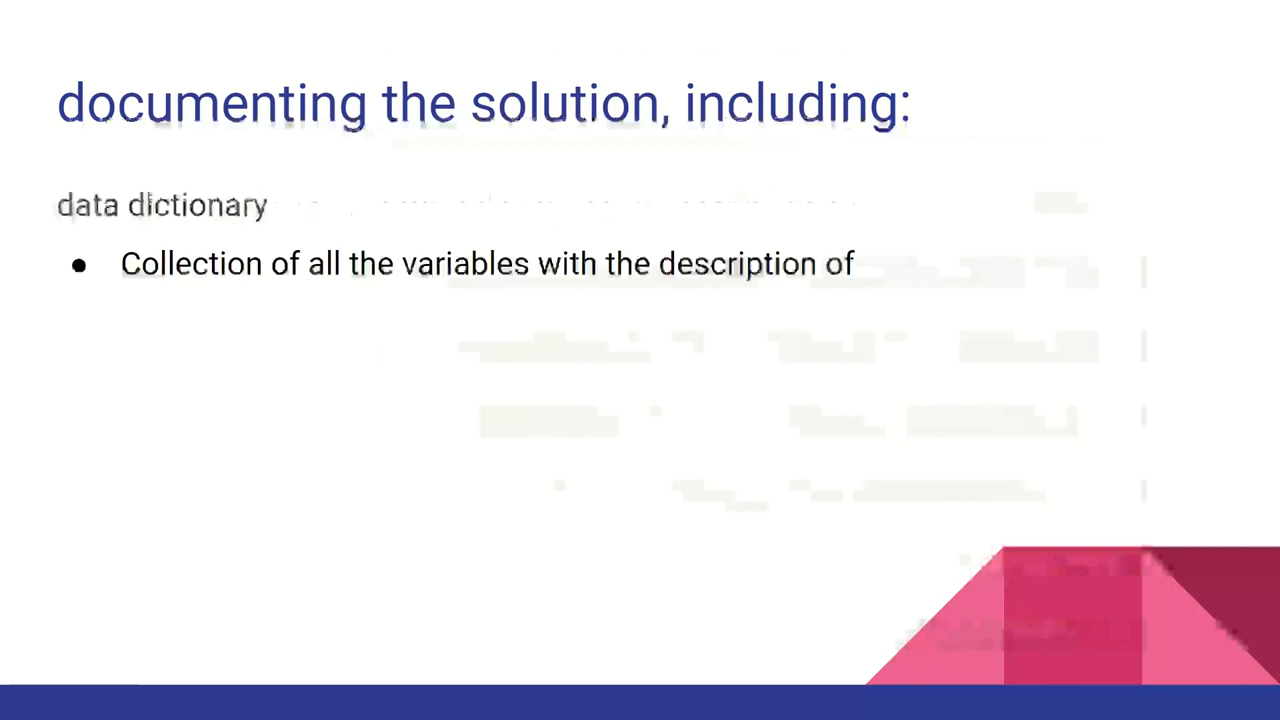 documenting the solution, including:
data dictionary
● Collection of all the variables with the description of